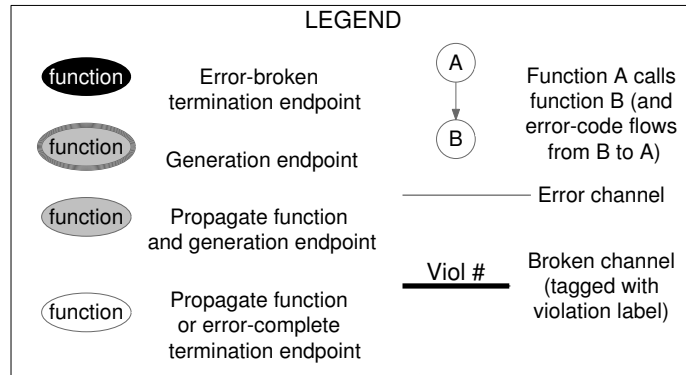 LEGEND
function
Error-broken
termination endpoint
function
Generation endpoint
function
Propagate function
and generation endpoint
function
Propagate function
or error-complete
termination endpoint
A
B
Function A calls
function B (and
error-code flows
from B to A)
Error channel
Viol #
Broken channel
(tagged with
violation label)